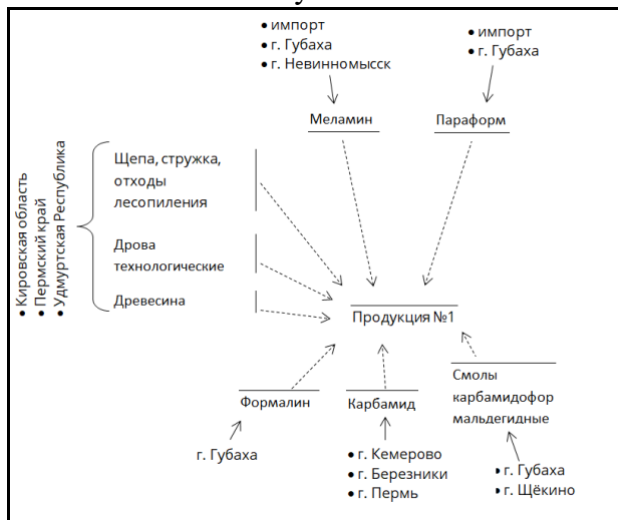 • импорт
• г. Губаха
• г. Невинномысск
• импорт
• г. Губаха
Меламин
Параформ
• Кировская область
• Пермский край
• Удмуртская Республика
Щепа, стружка,
отходы
лесопиления
Дрова
технологические
Древесина
Продукция №1
Формалин
Карбамид
Смолы
карбамидофор
мальдегидные
г. Губаха
• г. Кемерово
• г. Березники
• г. Пермь
• г. Губаха
• г. Щёкино